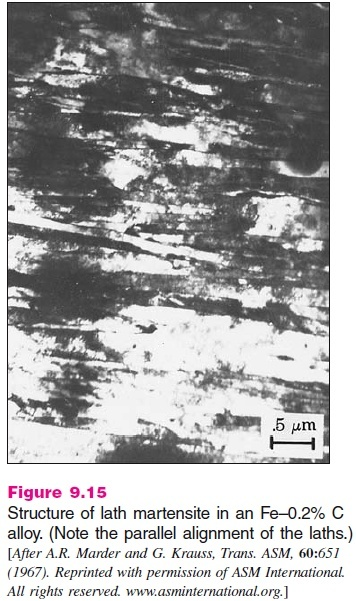 .5 μm
Figure 9.15
Structure of lath martensite in an Fe–0.2% C
alloy. (Note the parallel alignment of the laths.)
[After A.R. Marder and G. Krauss, Trans. ASM, 60:651
(1967). Reprinted with permission of ASM International.
All rights reserved. www.asminternational.org.]